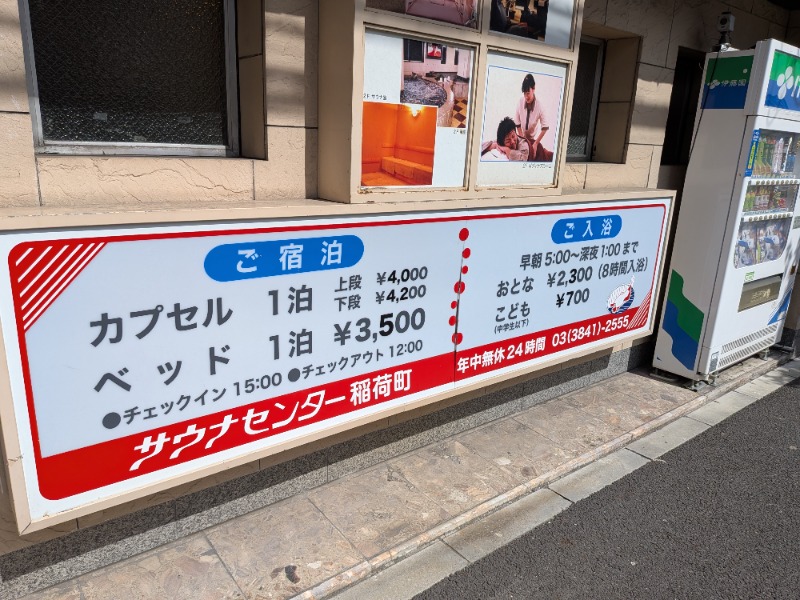 ご宿泊
カプセル 1泊 上段 ¥4,000
下段 ¥4,200
ベッド 1泊 ¥3,500
●チェックイン 15:00 ●チェックアウト 12:00
サウナセンター稲荷町
ご入浴
早朝5:00〜深夜1:00まで
おとな ¥2,300 (8時間入浴)
こども ¥700
(中学生以下)
年中無休24時間 03(3841)-2555
伊藤園